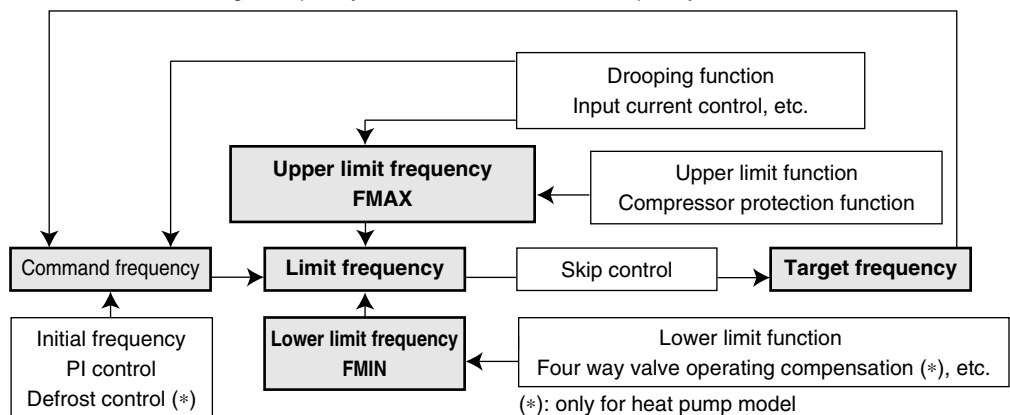 Drooping function
Input current control, etc.
Upper limit frequency
FMAX
Upper limit function
Compressor protection function
Command frequency
Limit frequency
Skip control
Target frequency
Initial frequency
PI control
Defrost control (*)
Lower limit frequency
FMIN
Lower limit function
Four way valve operating compensation (*), etc.
(*): only for heat pump model